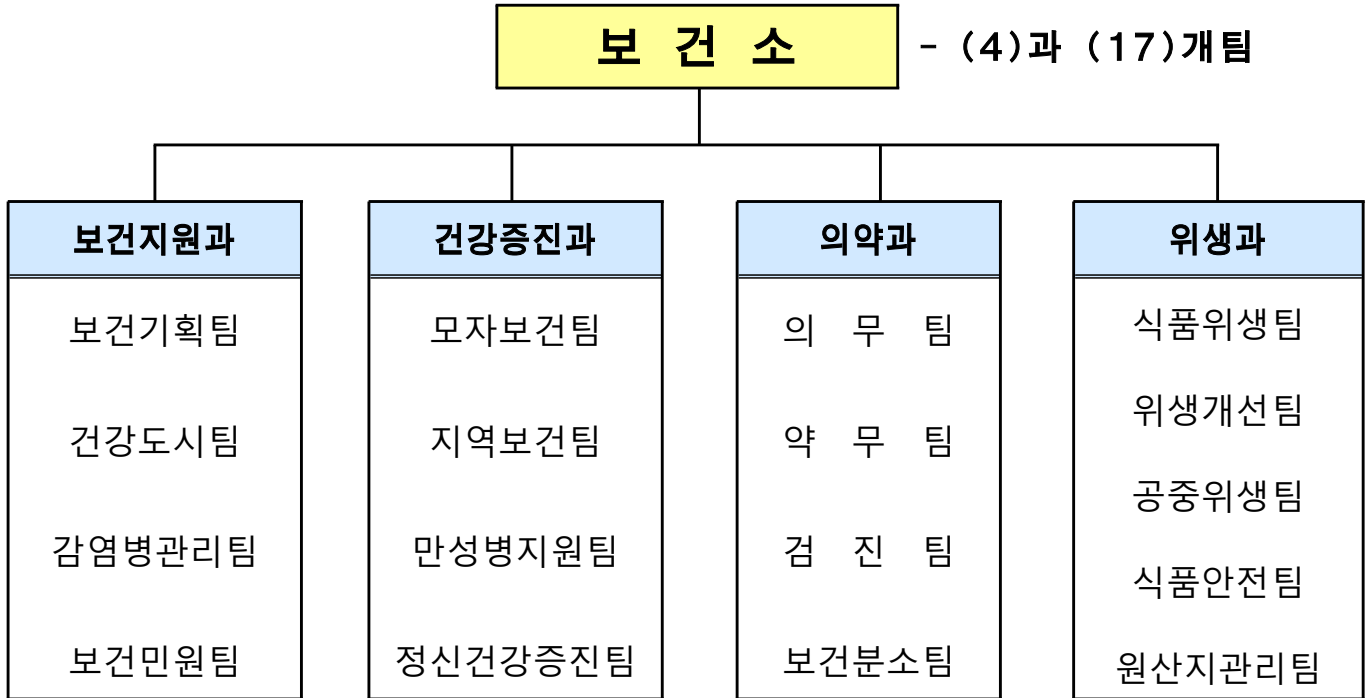 보 건 소 - (4)과 (17)개팀
보건지원과
보건기획팀
건강도시팀
감염병관리팀
보건민원팀
건강증진과
모자보건팀
지역보건팀
만성병지원팀
정신건강증진팀
의약과
의 무 팀
약 무 팀
검 진 팀
보건분소팀
위생과
식품위생팀
위생개선팀
공중위생팀
식품안전팀
원산지관리팀